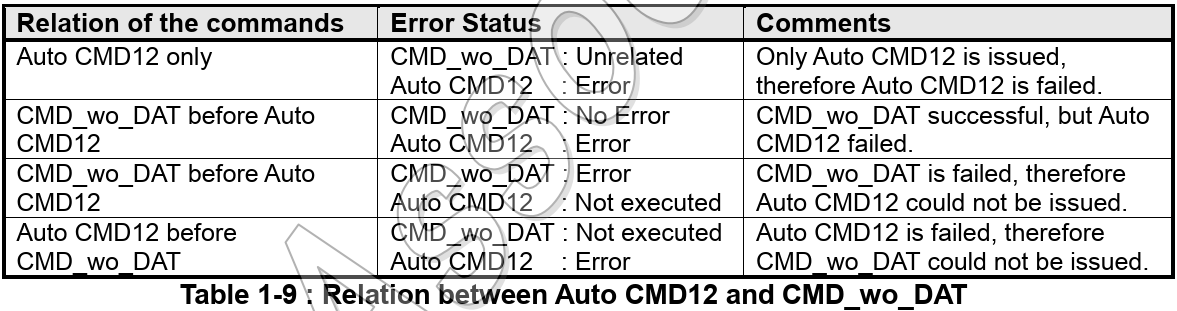 Relation of the commands Error Status Comments
Auto CMD12 only CMD_wo_DAT : Unrelated Only Auto CMD12 is issued,
Auto CMD12 : Error therefore Auto CMD12 is failed.
CMD_wo_DAT before Auto CMD_wo_DAT : No Error CMD_wo_DAT successful, but Auto
CMD12 Auto CMD12 : Error CMD12 failed.
CMD_wo_DAT before Auto CMD_wo_DAT : Error CMD_wo_DAT is failed, therefore
CMD12 Auto CMD12 : Not executed Auto CMD12 could not be issued.
Auto CMD12 before CMD_wo_DAT : Not executed Auto CMD12 is failed, therefore
CMD_wo_DAT Auto CMD12 : Error CMD_wo_DAT could not be issued.
Table 1-9 : Relation between Auto CMD12 and CMD_wo_DAT